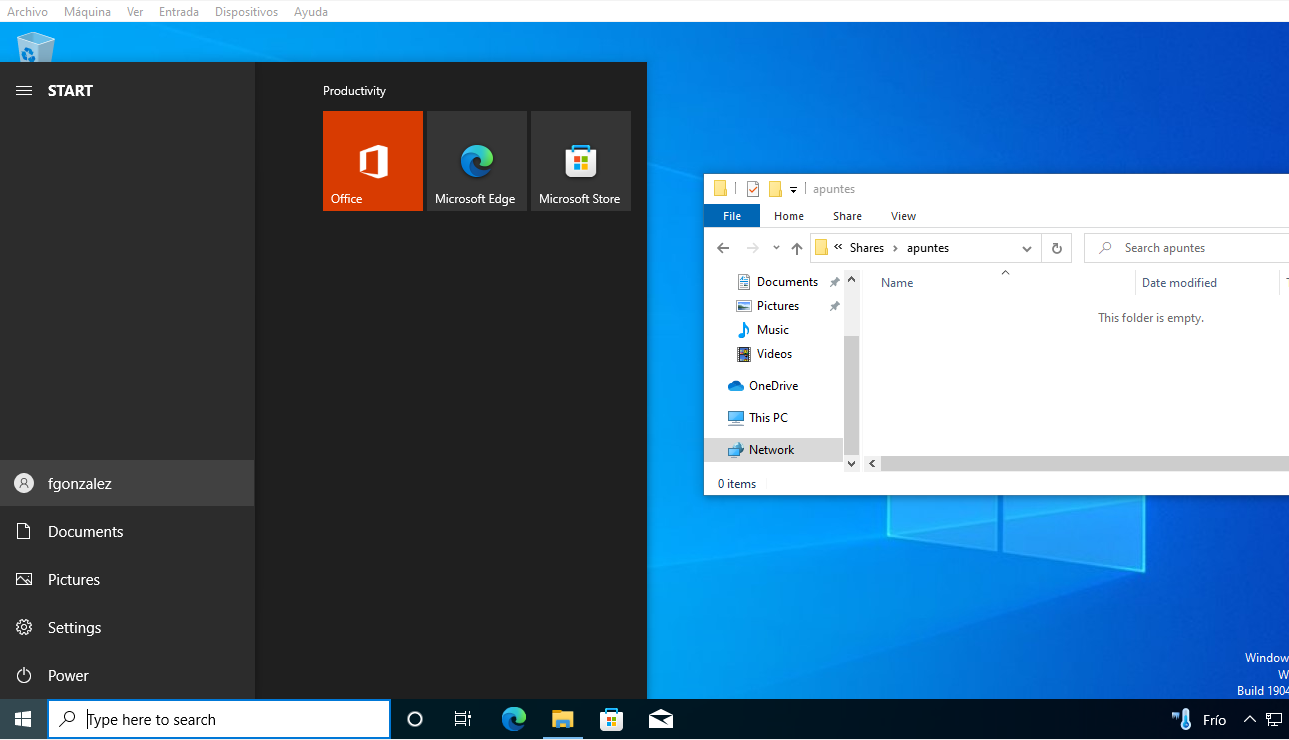 Archivo Máquina Ver Entrada Dispositivos Ayuda
START
Productivity
Office Microsoft Edge Microsoft Store
fgonzalez
Documents
Pictures
Settings
Power
apuntes
File Home Share View
« Shares > apuntes
Search apuntes
Documents
Pictures
Music
Videos
OneDrive
This PC
Network
Name Date modified
This folder is empty.
0 items
Window
W
Build 1904
Type here to search
Frío